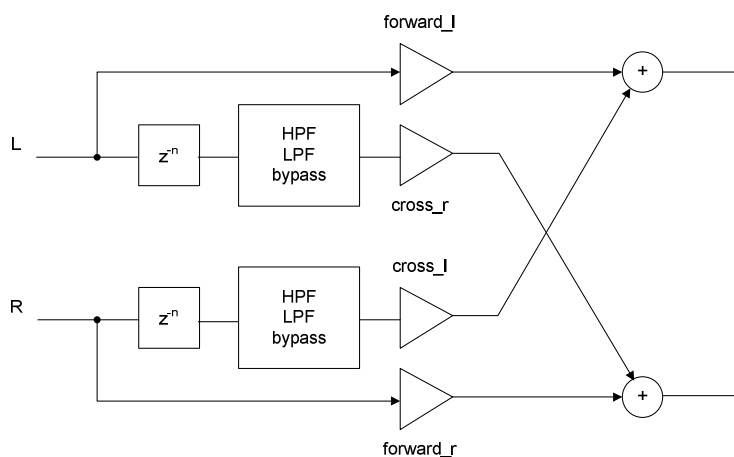 forward_l
+
L
z⁻ⁿ
HPF
LPF
bypass
cross_r
cross_l
R
z⁻ⁿ
HPF
LPF
bypass
+
forward_r